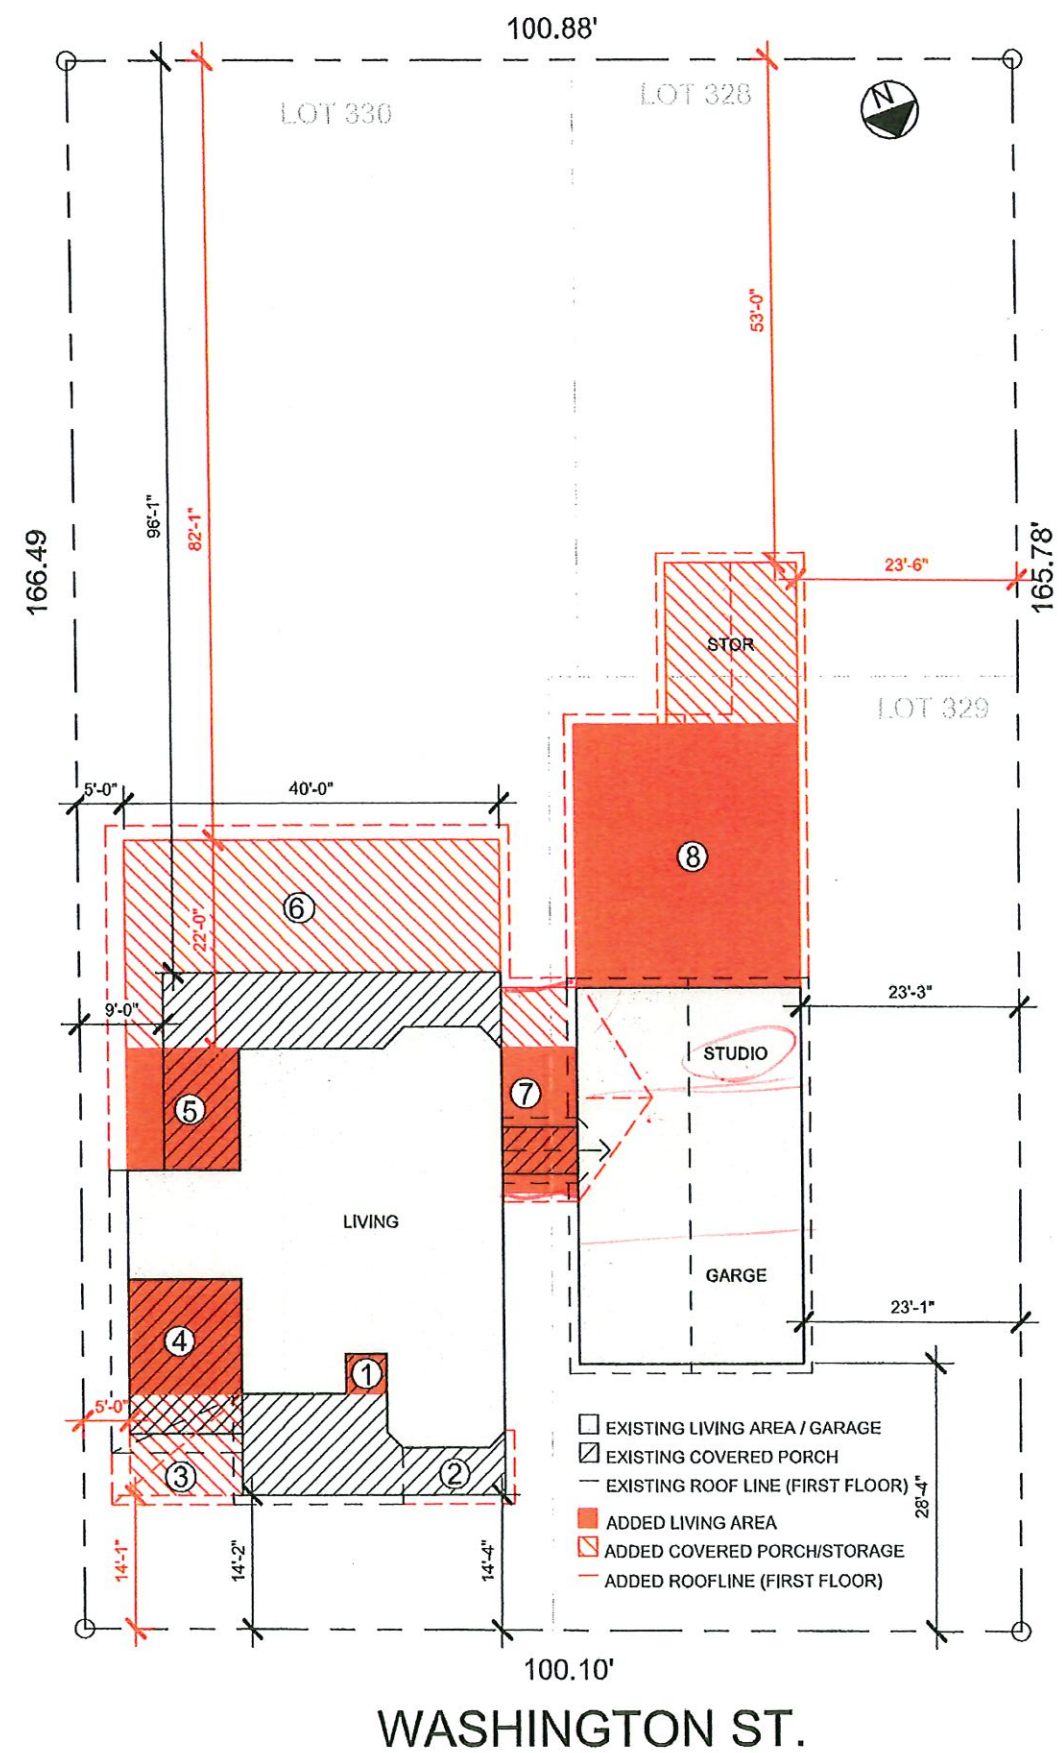 100.88'
LOT 330
LOT 328
N
53'-0"
96'-1"
82'-1"
166.49
165.78'
23'-6"
STOR
LOT 329
5'-0"
40'-0"
8
6
22'-0"
9'-0"
23'-3"
STUDIO
7
5
LIVING
GARGE
23'-1"
4
1
5'-0"
3
2
EXISTING LIVING AREA / GARAGE
EXISTING COVERED PORCH
EXISTING ROOF LINE (FIRST FLOOR)
28'-4"
ADDED LIVING AREA
ADDED COVERED PORCH/STORAGE
ADDED ROOFLINE (FIRST FLOOR)
14'-1"
14'-2"
14'-4"
100.10'
WASHINGTON ST.